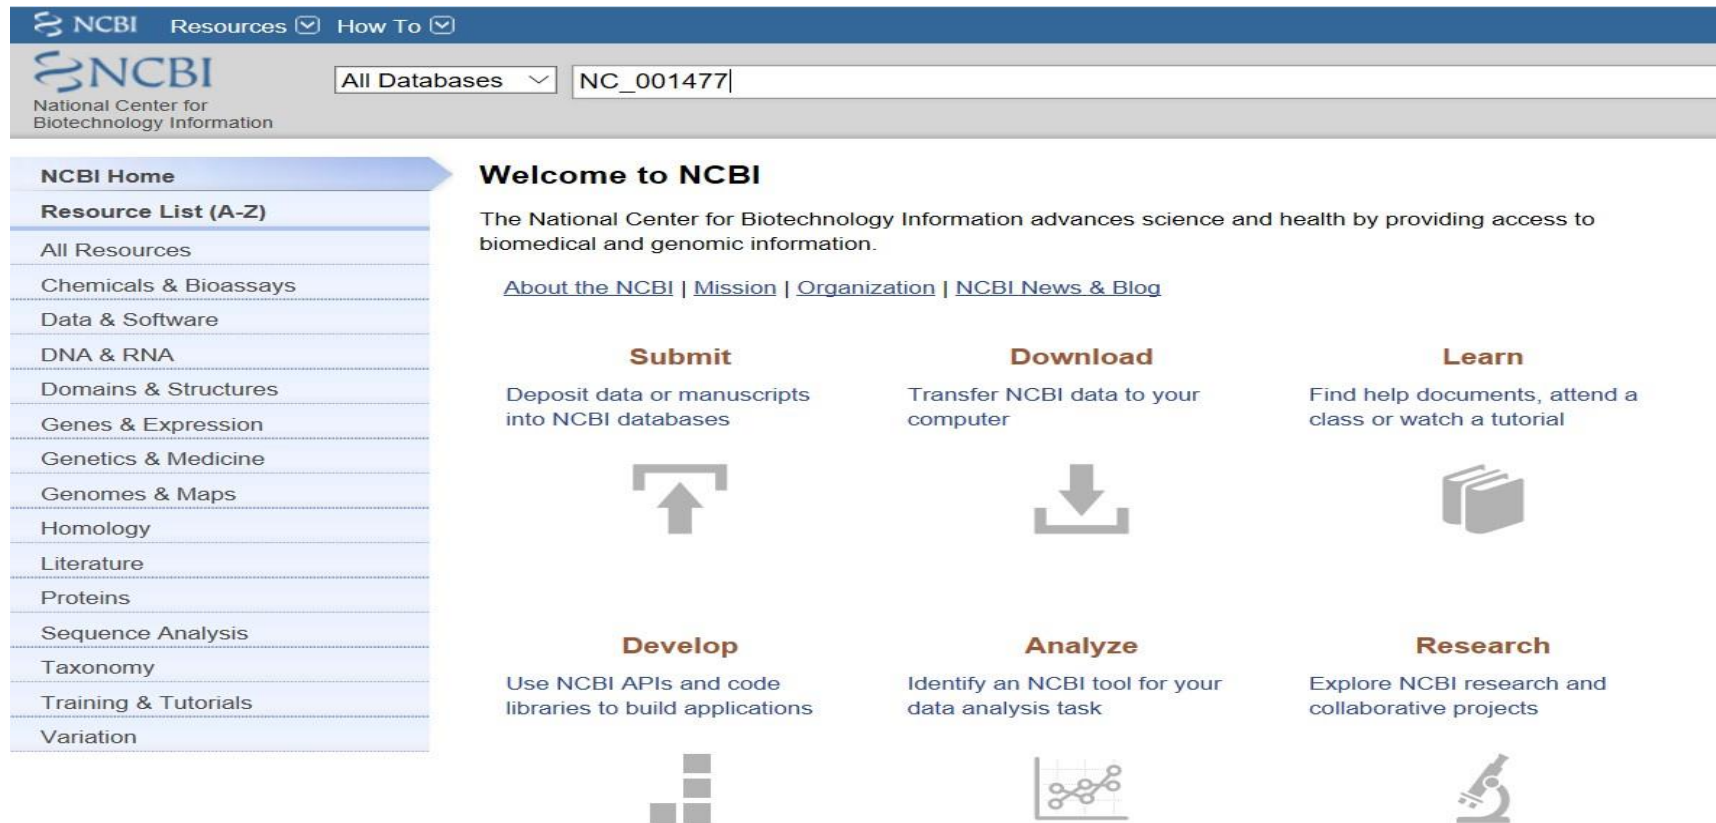 NCBI Resources How To
NCBI
National Center for
Biotechnology Information
All Databases NC_001477
NCBI Home
Resource List (A-Z)
All Resources
Chemicals & Bioassays
Data & Software
DNA & RNA
Domains & Structures
Genes & Expression
Genetics & Medicine
Genomes & Maps
Homology
Literature
Proteins
Sequence Analysis
Taxonomy
Training & Tutorials
Variation
Welcome to NCBI
The National Center for Biotechnology Information advances science and health by providing access to
biomedical and genomic information.
About the NCBI | Mission | Organization | NCBI News & Blog
Submit
Deposit data or manuscripts
into NCBI databases
Download
Transfer NCBI data to your
computer
Learn
Find help documents, attend a
class or watch a tutorial
Develop
Use NCBI APIs and code
libraries to build applications
Analyze
Identify an NCBI tool for your
data analysis task
Research
Explore NCBI research and
collaborative projects